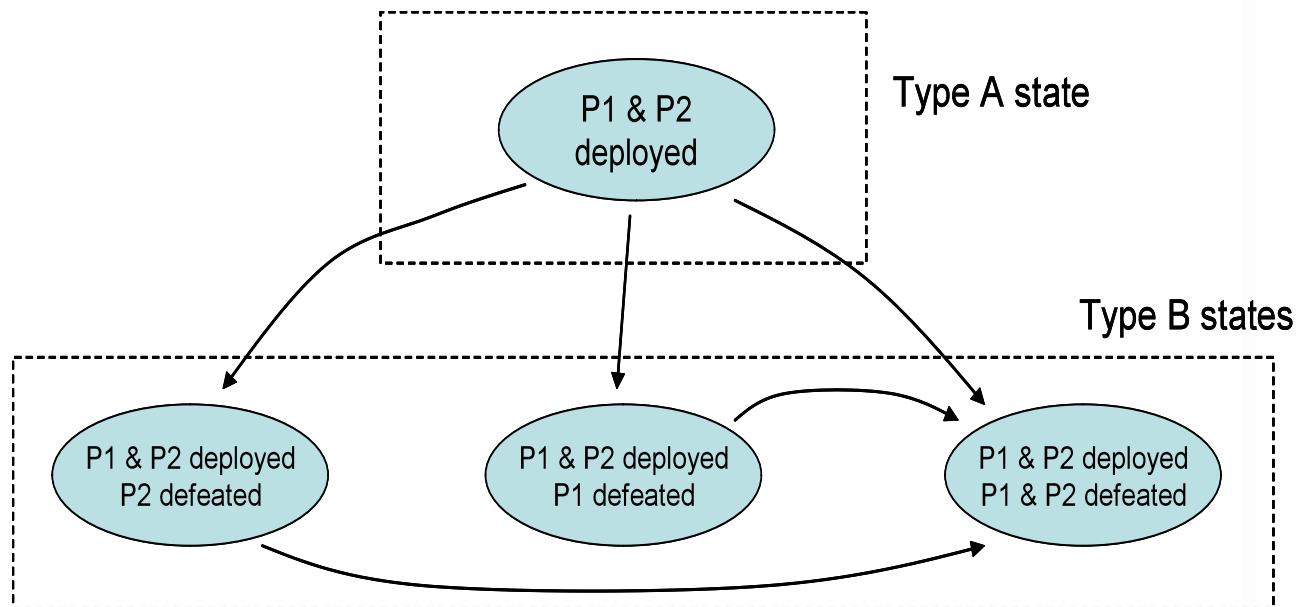 P1 & P2
deployed
Type A state
Type B states
P1 & P2 deployed
P2 defeated
P1 & P2 deployed
P1 defeated
P1 & P2 deployed
P1 & P2 defeated